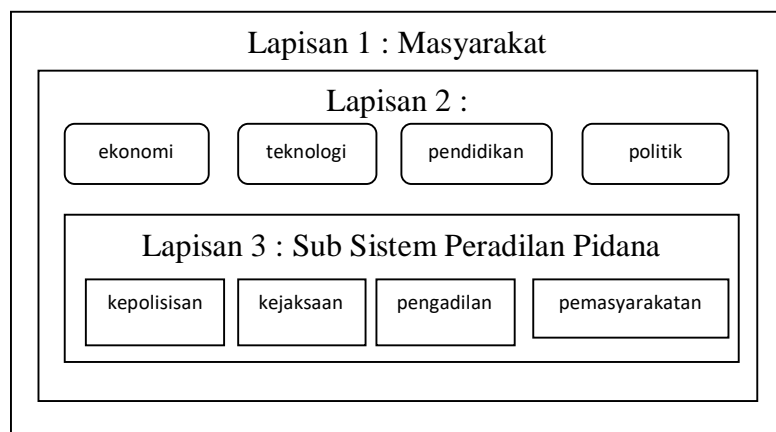 Lapisan 1 : Masyarakat
Lapisan 2 :
ekonomi teknologi pendidikan politik
Lapisan 3 : Sub Sistem Peradilan Pidana
kepolisisan kejaksaan pengadilan pemasyarakatan